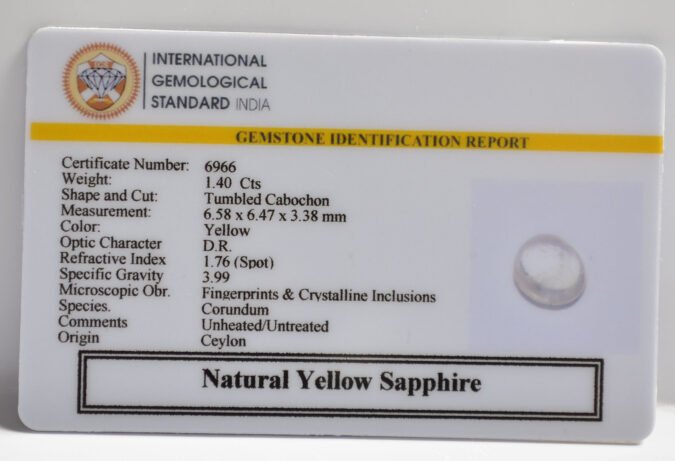 INTERNATIONAL
GEMOLOGICAL
STANDARD INDIA
GEMSTONE IDENTIFICATION REPORT
Certificate Number: 6966
Weight: 1.40 Cts
Shape and Cut: Tumbled Cabochon
Measurement: 6.58 x 6.47 x 3.38 mm
Color: Yellow
Optic Character D.R.
Refractive Index 1.76 (Spot)
Specific Gravity 3.99
Microscopic Obr. Fingerprints & Crystalline Inclusions
Species. Corundum
Comments Unheated/Untreated
Origin Ceylon
Natural Yellow Sapphire